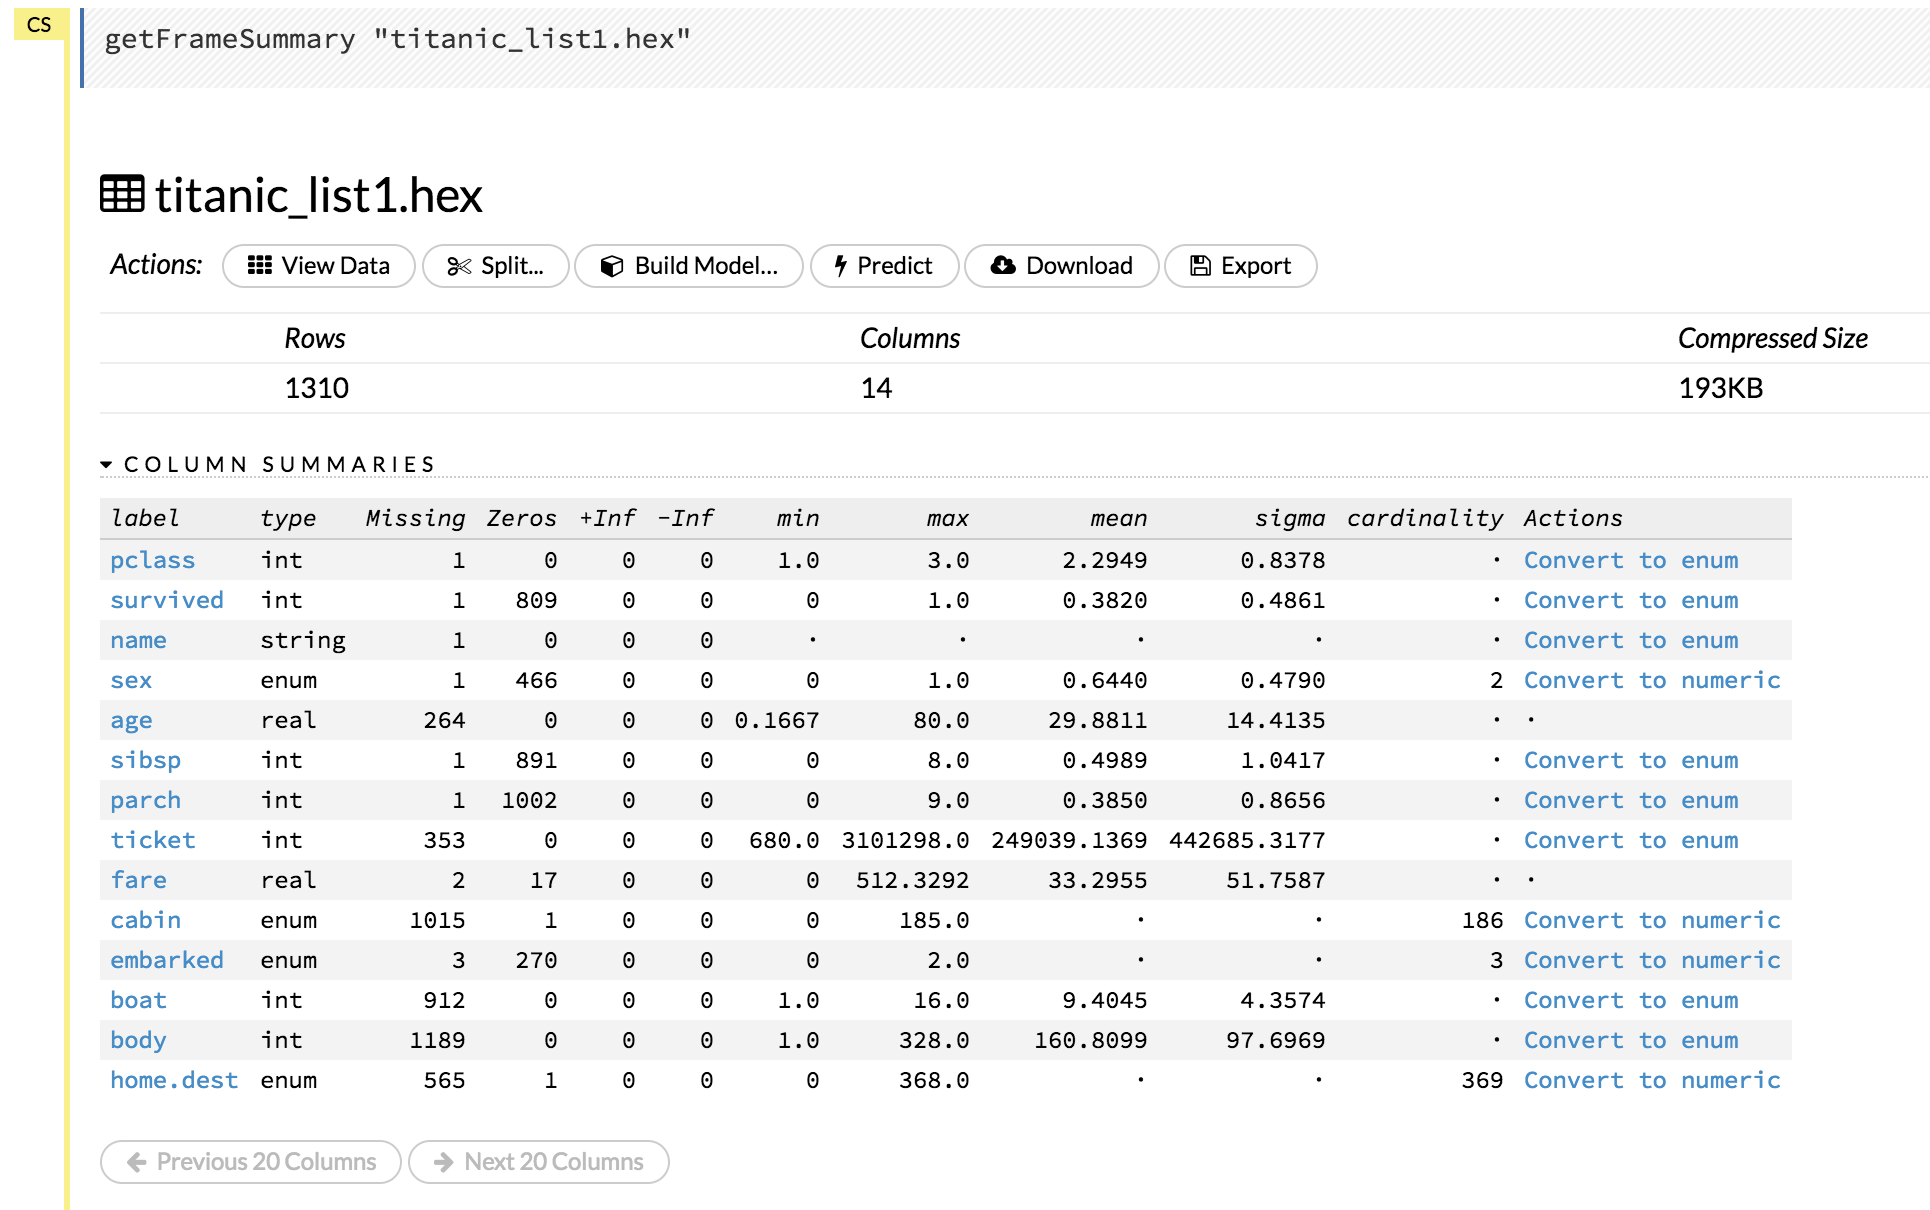 CS
getFrameSummary "titanic_list1.hex"
titanic_list1.hex
Actions: View Data Split... Build Model... Predict Download Export
Rows Columns Compressed Size
1310 14 193KB
COLUMN SUMMARIES
label type Missing Zeros +Inf -Inf min max mean sigma cardinality Actions
pclass int 1 0 0 0 1.0 3.0 2.2949 0.8378 · Convert to enum
survived int 1 809 0 0 0 1.0 0.3820 0.4861 · Convert to enum
name string 1 0 0 0 · · · · · Convert to enum
sex enum 1 466 0 0 0 1.0 0.6440 0.4790 2 Convert to numeric
age real 264 0 0 0 0.1667 80.0 29.8811 14.4135 · ·
sibsp int 1 891 0 0 0 8.0 0.4989 1.0417 · Convert to enum
parch int 1 1002 0 0 0 9.0 0.3850 0.8656 · Convert to enum
ticket int 353 0 0 0 680.0 3101298.0 249039.1369 442685.3177 · Convert to enum
fare real 2 17 0 0 0 512.3292 33.2955 51.7587 · ·
cabin enum 1015 1 0 0 0 185.0 · · 186 Convert to numeric
embarked enum 3 270 0 0 0 2.0 · · 3 Convert to numeric
boat int 912 0 0 0 1.0 16.0 9.4045 4.3574 · Convert to enum
body int 1189 0 0 0 1.0 328.0 160.8099 97.6969 · Convert to enum
home.dest enum 565 1 0 0 0 368.0 · · 369 Convert to numeric
Previous 20 Columns Next 20 Columns